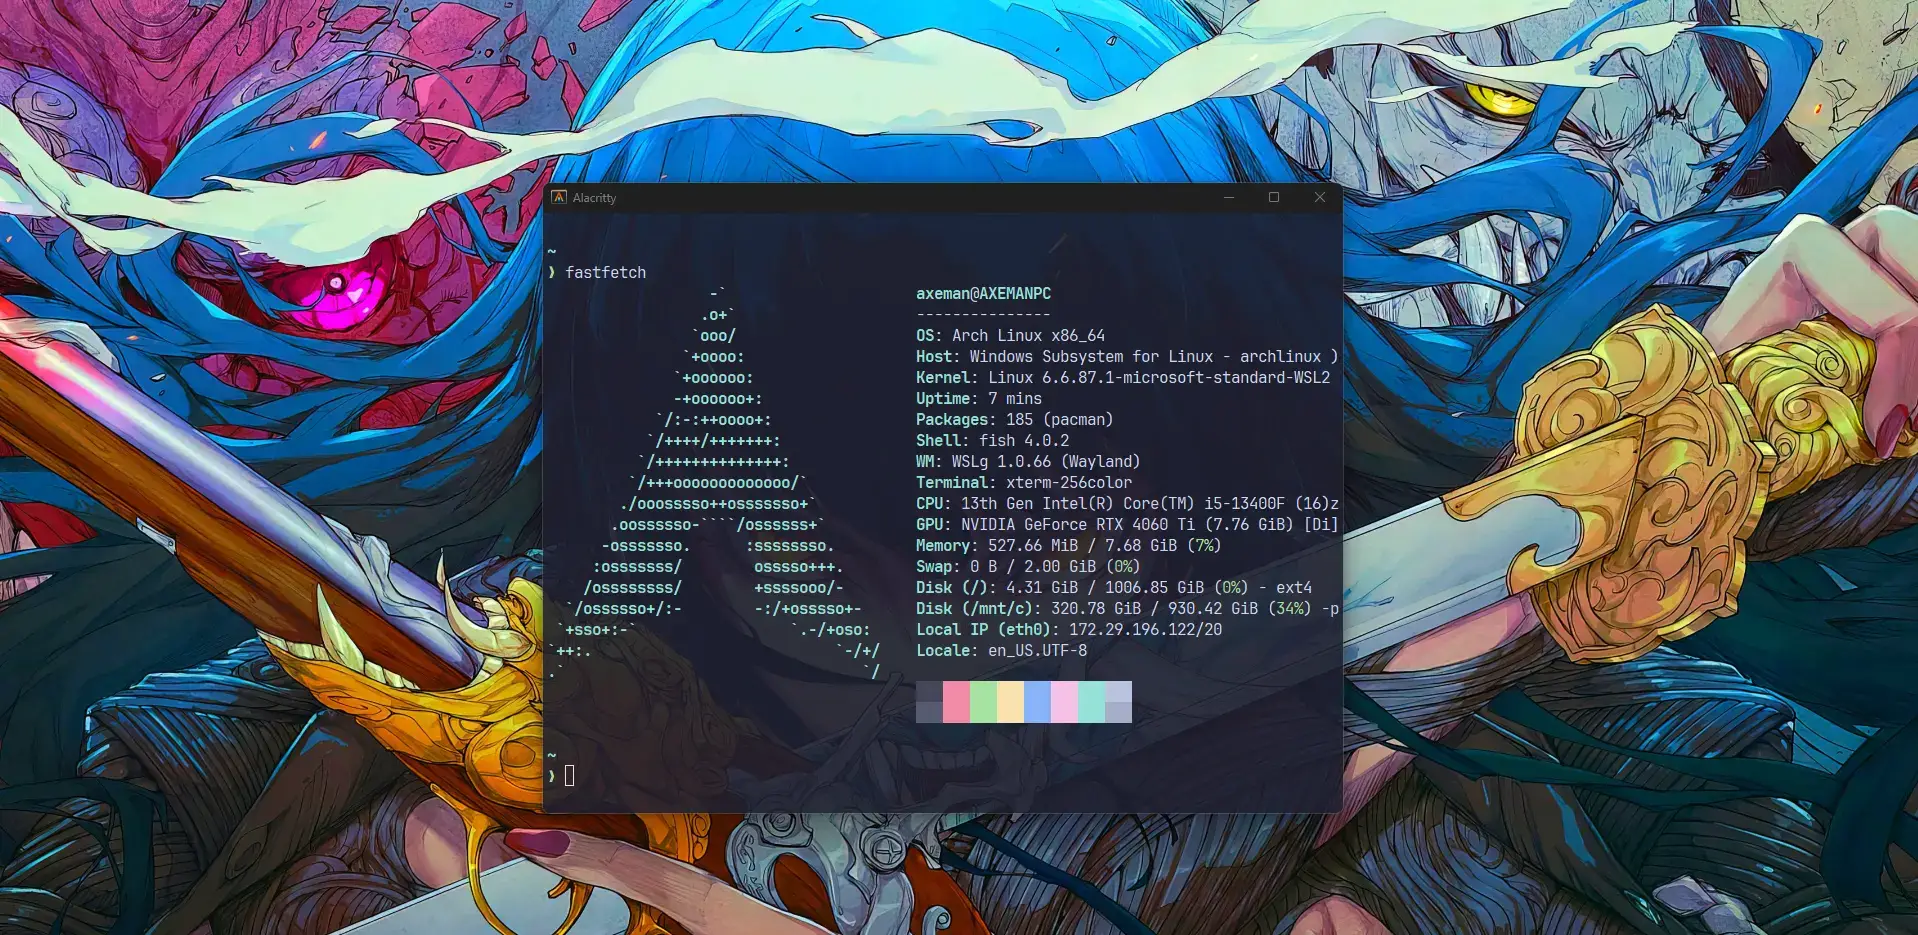 Alacritty
~
❯ fastfetch
-`
.o+`
`ooo/
`+oooo:
`+oooooo:
-+oooooo+:
`/:-:++oooo+:
`/++++/+++++++:
`/++++++++++++++:
`/+++ooooooooooooo/`
./ooosssso++osssssso+`
.oossssso-````/ossssss+`
-osssssso. :ssssssso.
:osssssss/ osssso+++.
/ossssssss/ +ssssooo/-
`/ossssso+/:- -:/+osssso+-
`+sso+:-` `.-/+oso:
`++:. `-/+/
.` `/
axeman@AXEMANPC
---------------
OS: Arch Linux x86_64
Host: Windows Subsystem for Linux - archlinux )
Kernel: Linux 6.6.87.1-microsoft-standard-WSL2
Uptime: 7 mins
Packages: 185 (pacman)
Shell: fish 4.0.2
WM: WSLg 1.0.66 (Wayland)
Terminal: xterm-256color
CPU: 13th Gen Intel(R) Core(TM) i5-13400F (16)z
GPU: NVIDIA GeForce RTX 4060 Ti (7.76 GiB) [Di]
Memory: 527.66 MiB / 7.68 GiB (7%)
Swap: 0 B / 2.00 GiB (0%)
Disk (/): 4.31 GiB / 1006.85 GiB (0%) - ext4
Disk (/mnt/c): 320.78 GiB / 930.42 GiB (34%) -p
Local IP (eth0): 172.29.196.122/20
Locale: en_US.UTF-8
~
❯